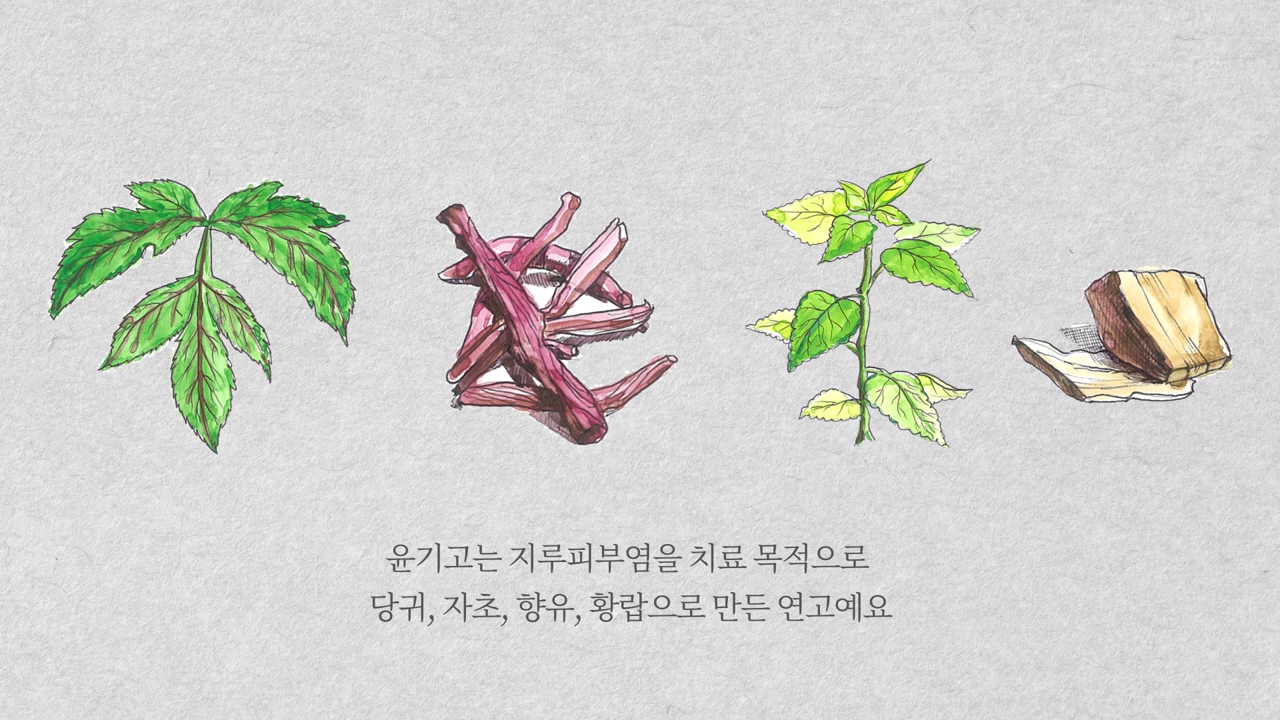 윤기고는 지루피부염을 치료 목적으로
당귀, 자초, 향유, 황랍으로 만든 연고예요